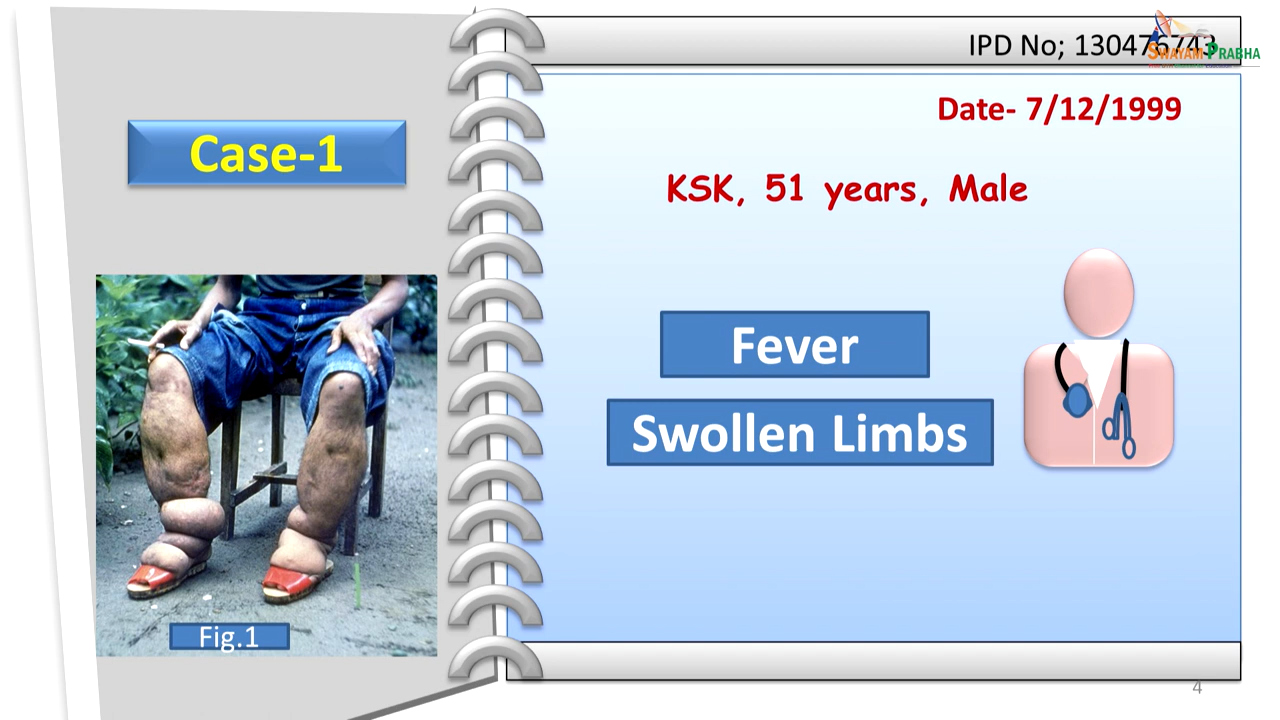 IPD No; 130476743
SWAYAM PRABHA
Date- 7/12/1999
Case-1
KSK, 51 years, Male
Fever
Swollen Limbs
Fig.1
4